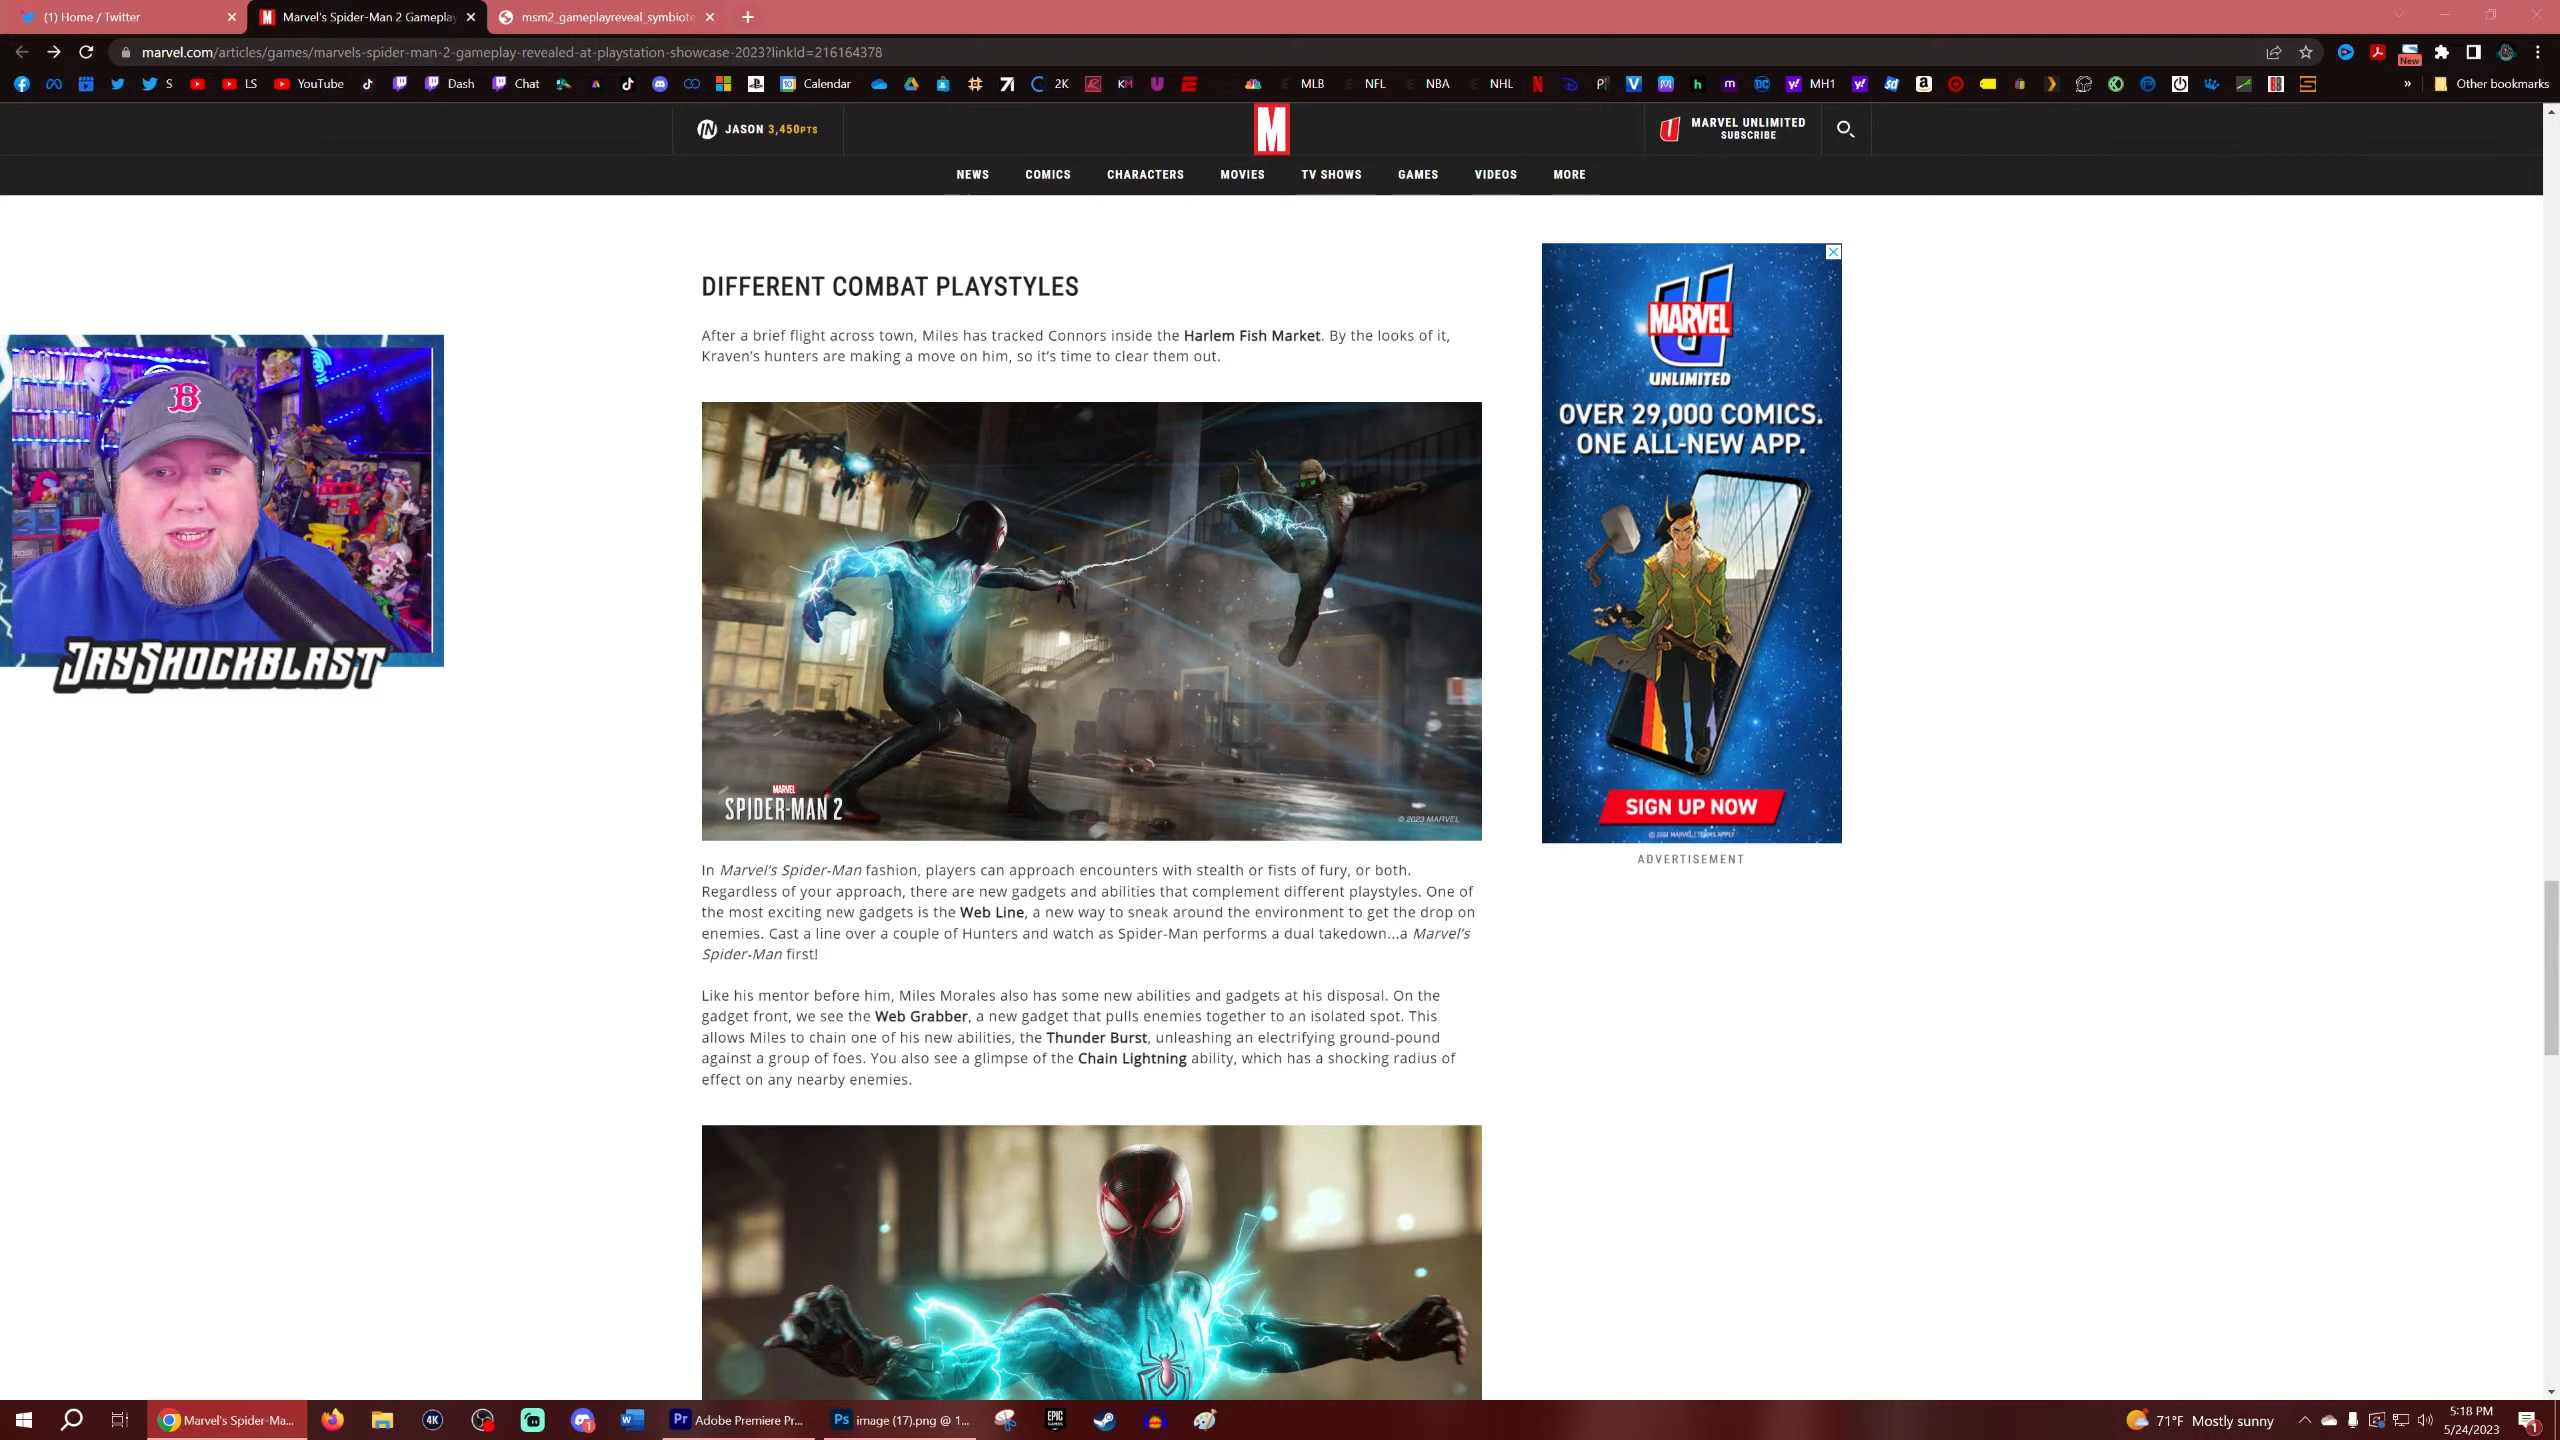 (1) Home / Twitter
Marvel's Spider-Man 2 Gameplay
msm2_gameplayreveal_symbiote
marvel.com/articles/games/marvels-spider-man-2-gameplay-revealed-at-playstation-showcase-2023?linkId=216164378
New
S LS YouTube Dash Chat Calendar 2K KM MLB NFL NBA NHL MH1 » Other bookmarks
JASON 3,450PTS
MARVEL UNLIMITED
SUBSCRIBE
NEWS COMICS CHARACTERS MOVIES TV SHOWS GAMES VIDEOS MORE
DIFFERENT COMBAT PLAYSTYLES
After a brief flight across town, Miles has tracked Connors inside the Harlem Fish Market. By the looks of it,
Kraven's hunters are making a move on him, so it's time to clear them out.
B
JAYSHOCKBLAST
MARVEL
SPIDER-MAN 2
© 2023 MARVEL
MARVEL
UNLIMITED
OVER 29,000 COMICS.
ONE ALL-NEW APP.
SIGN UP NOW
ADVERTISEMENT
In Marvel's Spider-Man fashion, players can approach encounters with stealth or fists of fury, or both.
Regardless of your approach, there are new gadgets and abilities that complement different playstyles. One of
the most exciting new gadgets is the Web Line, a new way to sneak around the environment to get the drop on
enemies. Cast a line over a couple of Hunters and watch as Spider-Man performs a dual takedown...a Marvel's
Spider-Man first!
Like his mentor before him, Miles Morales also has some new abilities and gadgets at his disposal. On the
gadget front, we see the Web Grabber, a new gadget that pulls enemies together to an isolated spot. This
allows Miles to chain one of his new abilities, the Thunder Burst, unleashing an electrifying ground-pound
against a group of foes. You also see a glimpse of the Chain Lightning ability, which has a shocking radius of
effect on any nearby enemies.
Marvel's Spider-Ma...
4K
Adobe Premiere Pr...
image (17).png @ 1...
71°F Mostly sunny
5:18 PM
5/24/2023